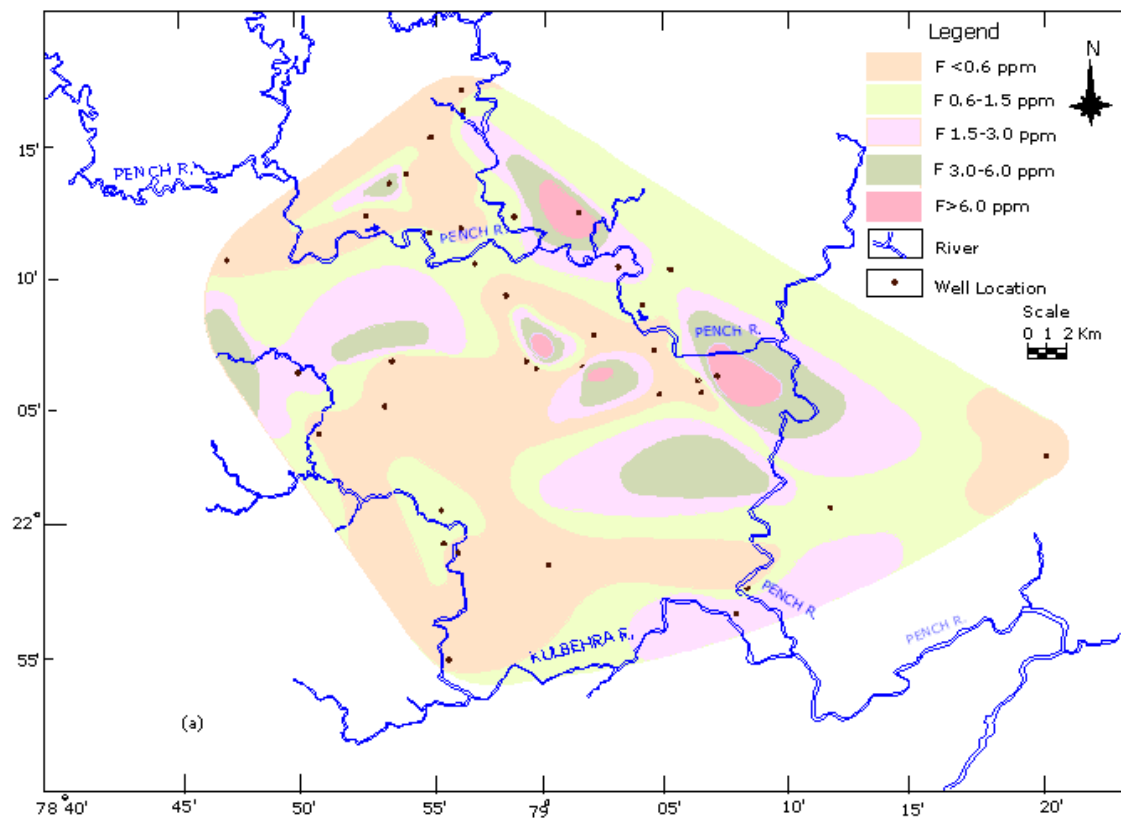 Legend
F <0.6 ppm
F 0.6-1.5 ppm
F 1.5-3.0 ppm
F 3.0-6.0 ppm
F>6.0 ppm
River
Well Location
N
Scale
0 1 2 Km
15'
10'
05'
22°
55'
PENCH R.
PENCH R.
PENCH R.
PENCH R.
PENCH R.
KULBEHRA R.
(a)
78°40' 45' 50' 55' 79° 05' 10' 15' 20'